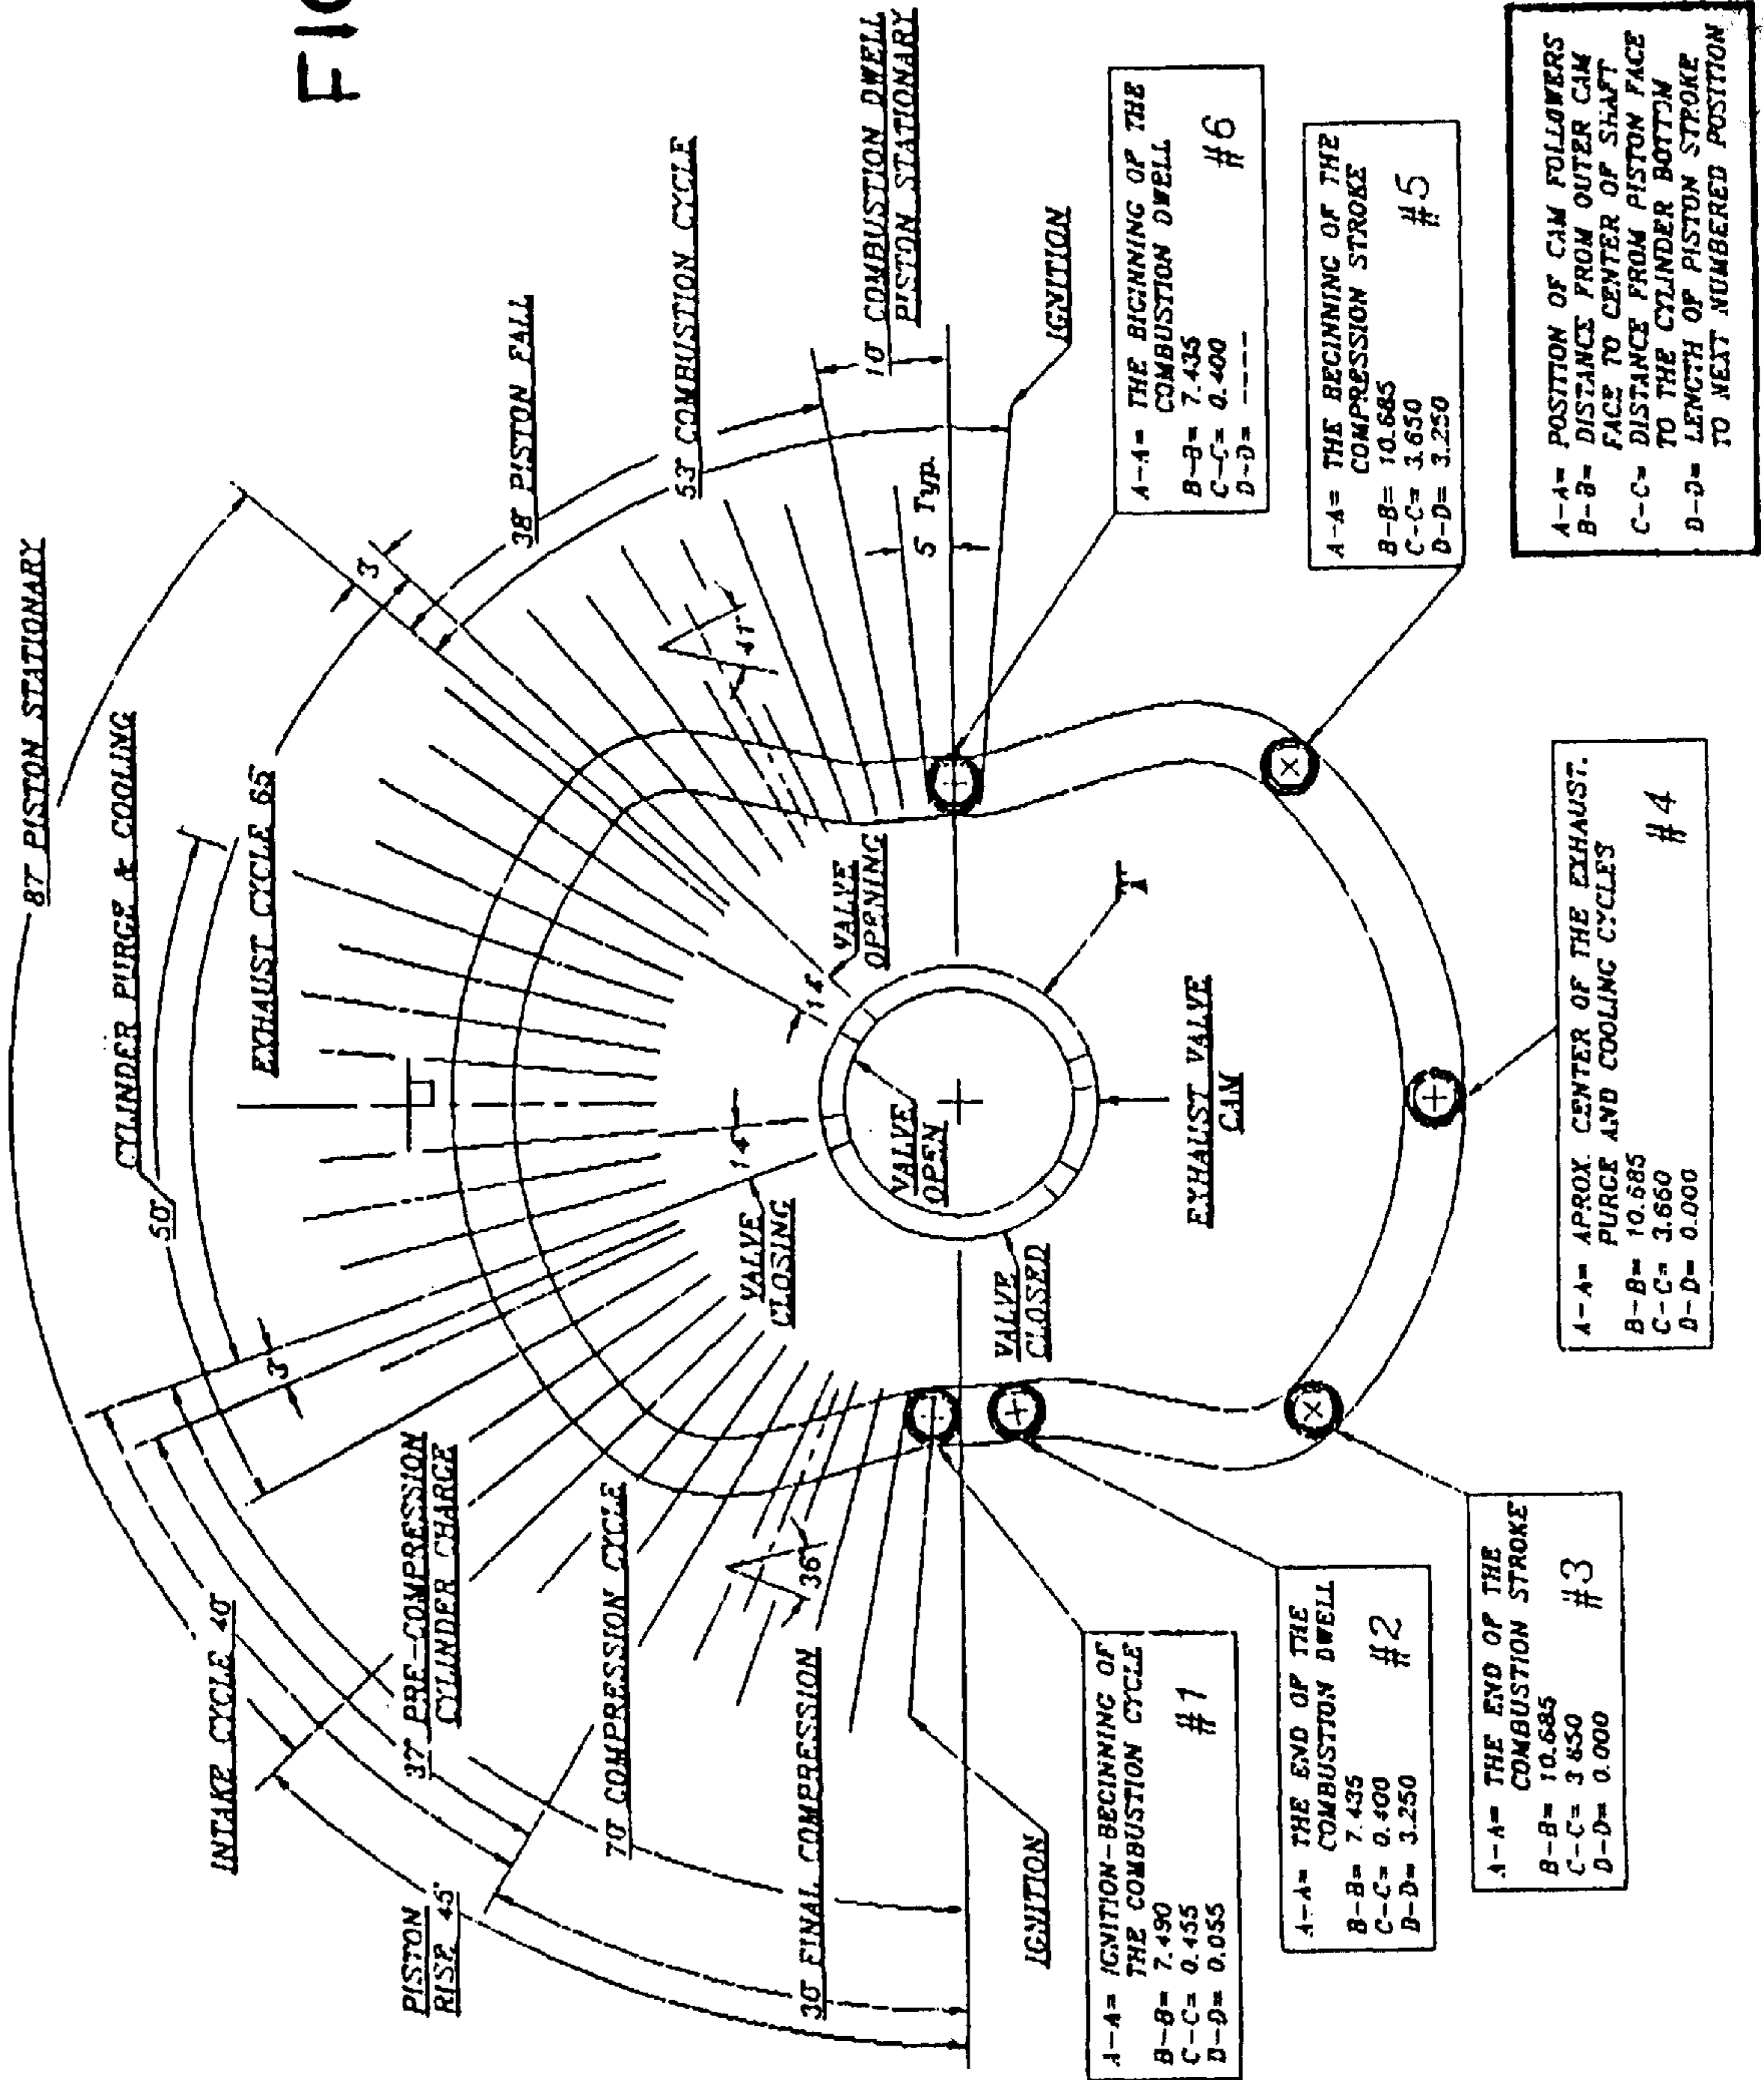 FIG
87° PISTON STATIONARY
CYLINDER PURGE & COOLING
50°
EXHAUST CYCLE 65°
3°
3°
38° PISTON FALL
53° COMBUSTION CYCLE
10° COMBUSTION DWELL
PISTON STATIONARY
5 Typ.
41°
IGNITION
INTAKE CYCLE 40°
PISTON
RISE 45°
37° PRE-COMPRESSION
CYLINDER CHARGE
70° COMPRESSION CYCLE
30° FINAL COMPRESSION
36°
IGNITION
14°
VALVE
CLOSING
14°
VALVE
OPENING
VALVE
OPEN
VALVE
CLOSED
EXHAUST VALVE
CAM
A-A= IGNITION-BEGINNING OF
THE COMBUSTION CYCLE
B-B= 7.490
C-C= 0.455
D-D= 0.055
#1
A-A= THE END OF THE
COMBUSTION DWELL
B-B= 7.435
C-C= 0.400
D-D= 3.250
#2
A-A= THE END OF THE
COMBUSTION STROKE
B-B= 10.685
C-C= 3.650
D-D= 0.000
#3
A-A= APROX. CENTER OF THE EXHAUST.
PURGE AND COOLING CYCLES
B-B= 10.685
C-C= 3.660
D-D= 0.000
#4
A-A= THE BEGINNING OF THE
COMPRESSION STROKE
B-B= 10.685
C-C= 3.650
D-D= 3.250
#5
A-A= THE BIGINNING OF THE
COMBUSTION DWELL
B-B= 7.435
C-C= 0.400
D-D= ----
#6
A-A= POSITION OF CAM FOLLOWERS
B-B= DISTANCE FROM OUTER CAM
FACE TO CENTER OF SHAFT
C-C= DISTANCE FROM PISTON FACE
TO THE CYLINDER BOTTOM
D-D= LENGTH OF PISTON STROKE
TO NEXT NUMBERED POSITION